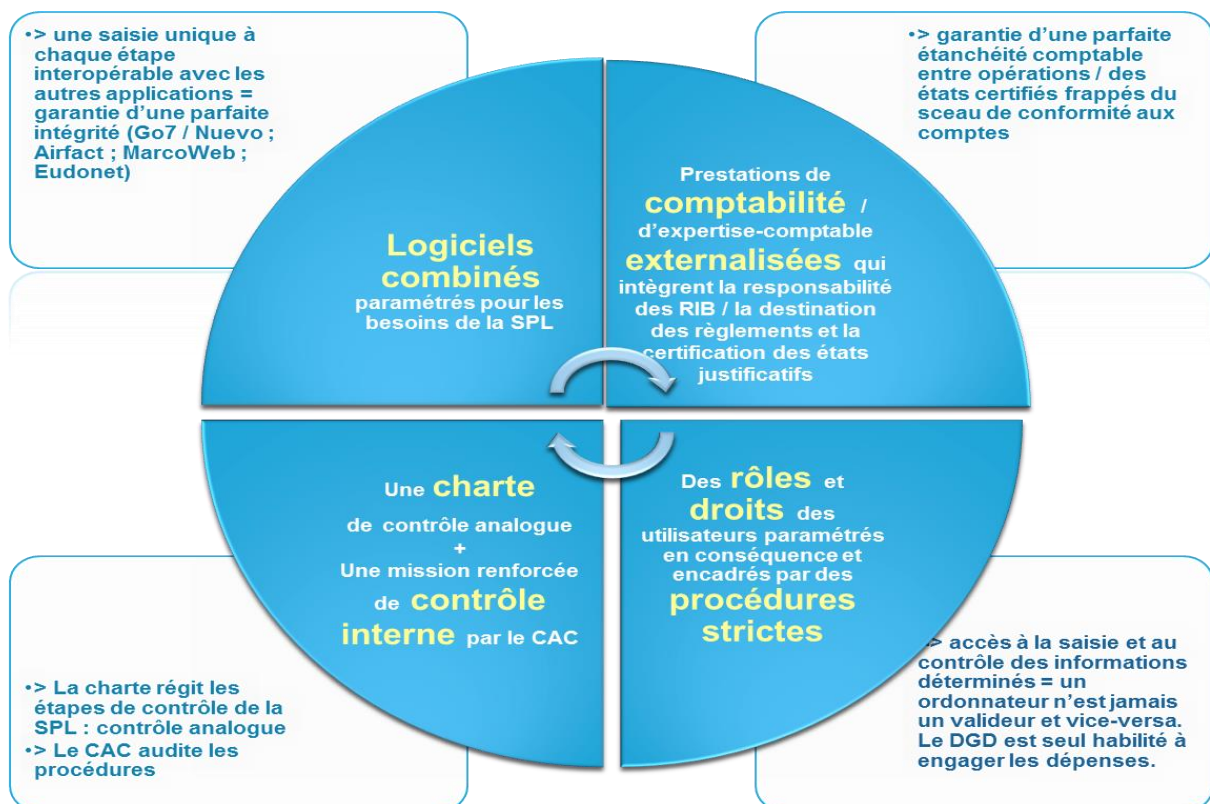 •> une saisie unique à
chaque étape
interopérable avec les
autres applications =
garantie d’une parfaite
intégrité (Go7 / Nuevo ;
Airfact ; MarcoWeb ;
Eudonet)
•> garantie d’une parfaite
étanchéité comptable
entre opérations / des
états certifiés frappés du
sceau de conformité aux
comptes
Logiciels
combinés
paramétrés pour les
besoins de la SPL
Prestations de
comptabilité /
d’expertise-comptable
externalisées qui
intègrent la responsabilité
des RIB / la destination
des règlements et la
certification des états
justificatifs
Une charte
de contrôle analogue
+
Une mission renforcée
de contrôle
interne par le CAC
Des rôles et
droits des
utilisateurs paramétrés
en conséquence et
encadrés par des
procédures
strictes
•> La charte régit les
étapes de contrôle de la
SPL : contrôle analogue
•> Le CAC audite les
procédures
•> accès à la saisie et au
contrôle des informations
déterminés = un
ordonnateur n’est jamais
un valideur et vice-versa.
Le DGD est seul habilité à
engager les dépenses.